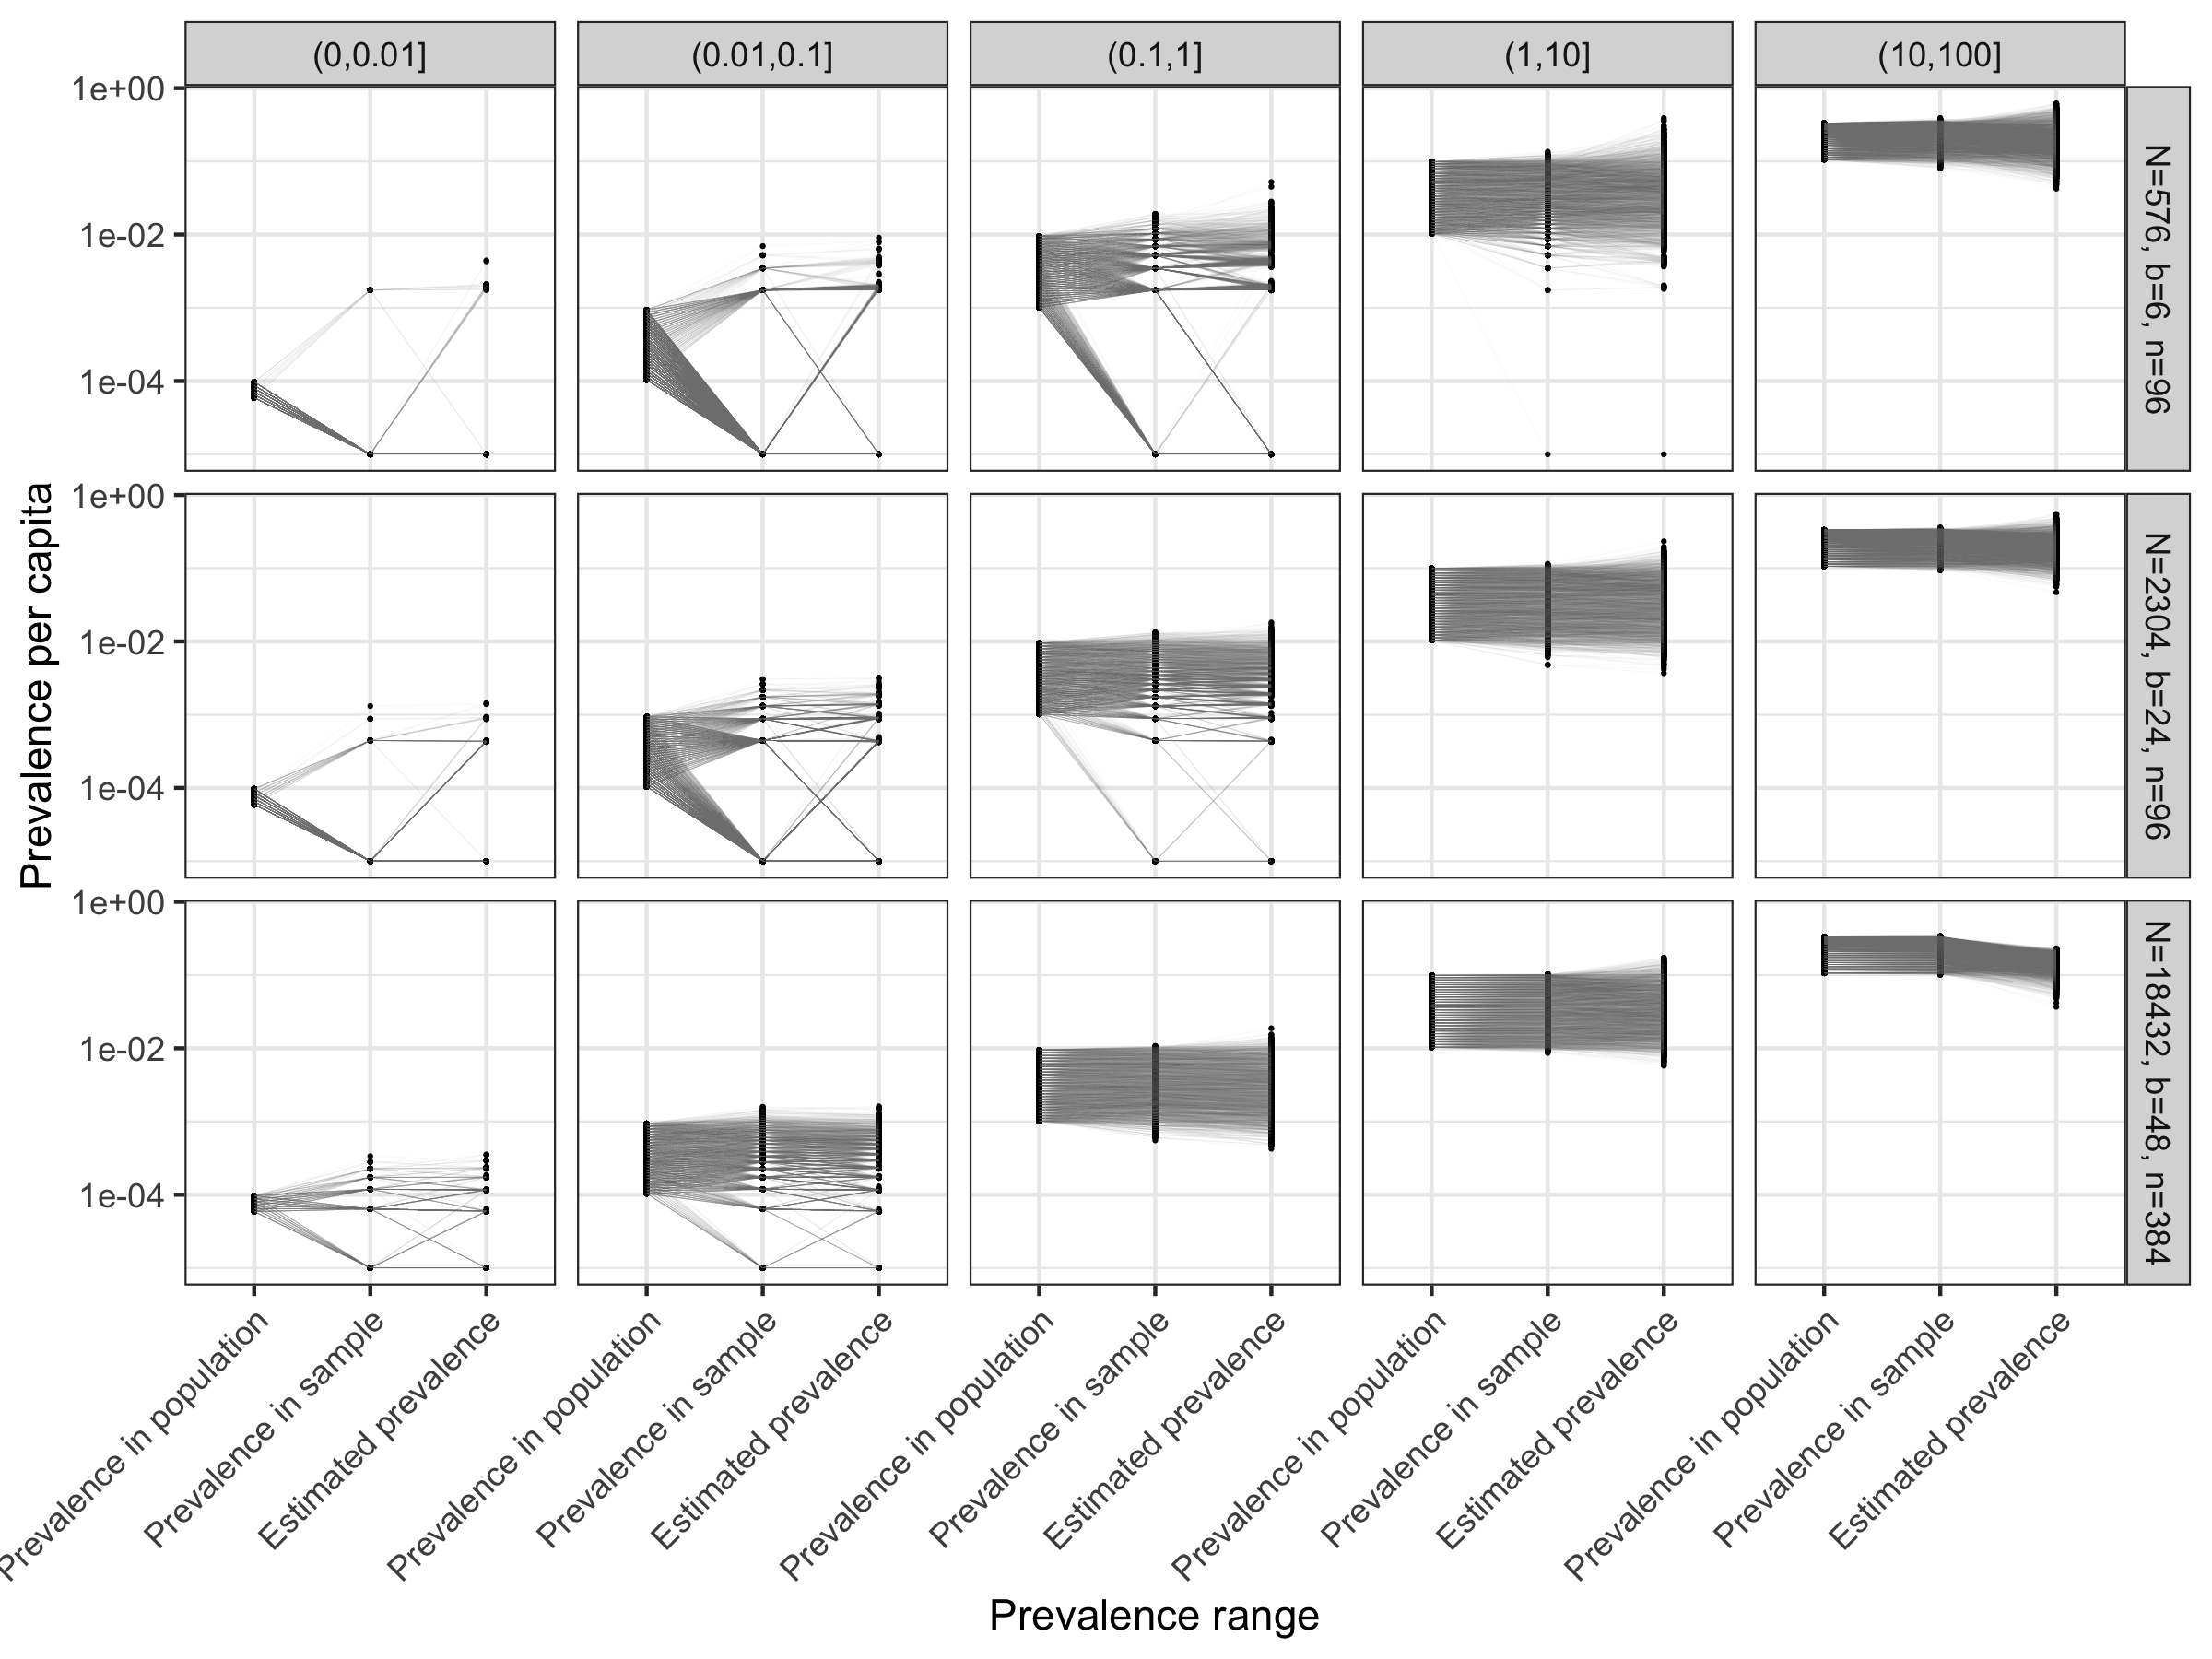 (0,0.01]
(0.01,0.1]
(0.1,1]
(1,10]
(10,100]
1e+00
1e-02
1e-04
N=576, b=6, n=96
1e+00
1e-02
1e-04
N=2304, b=24, n=96
1e+00
1e-02
1e-04
N=18432, b=48, n=384
Prevalence per capita
Prevalence in population
Prevalence in sample
Estimated prevalence
Prevalence in population
Prevalence in sample
Estimated prevalence
Prevalence in population
Prevalence in sample
Estimated prevalence
Prevalence in population
Prevalence in sample
Estimated prevalence
Prevalence in population
Prevalence in sample
Estimated prevalence
Prevalence range